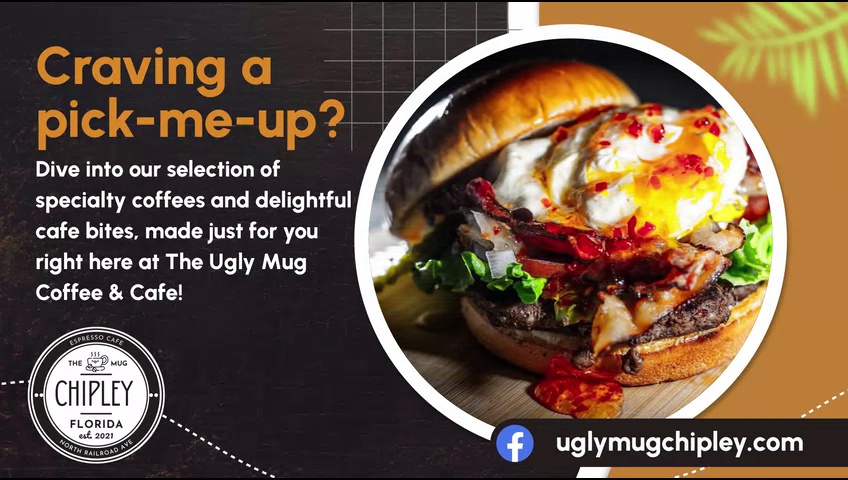 Craving a
pick-me-up?
Dive into our selection of
specialty coffees and delightful
cafe bites, made just for you
right here at The Ugly Mug
Coffee & Cafe!
ESPRESSO CAFE
THE MUG
CHIPLEY
FLORIDA
est. 2021
NORTH RAILROAD AVE
uglymugchipley.com